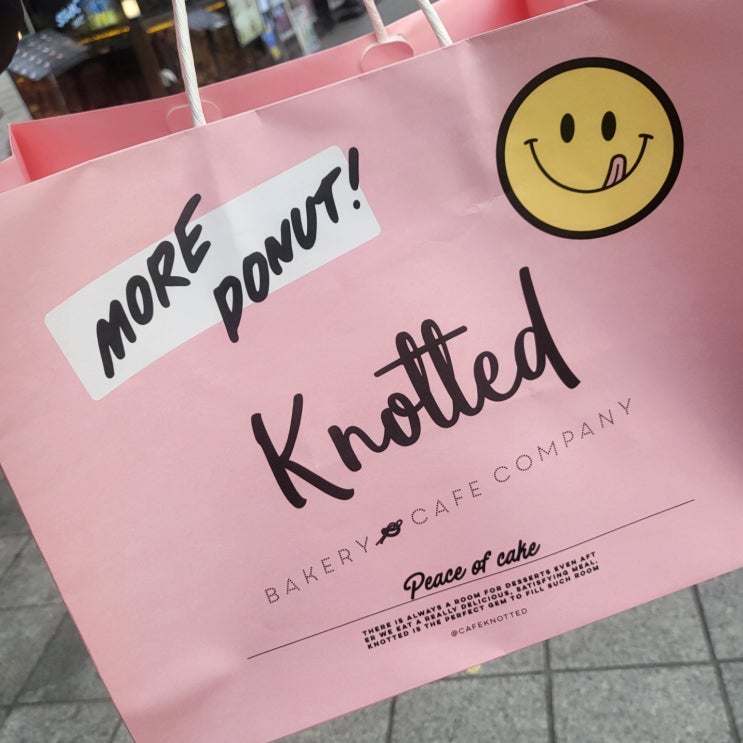 MORE
DONUT!
Knotted
BAKERY CAFE COMPANY
Peace of cake
THERE IS ALWAYS A ROOM FOR DESSERTS EVEN AFT
ER WE EAT A REALLY DELICIOUS, SATISFYING MEAL.
KNOTTED IS THE PERFECT GEM TO FILL SUCH ROOM
@CAFEKNOTTED